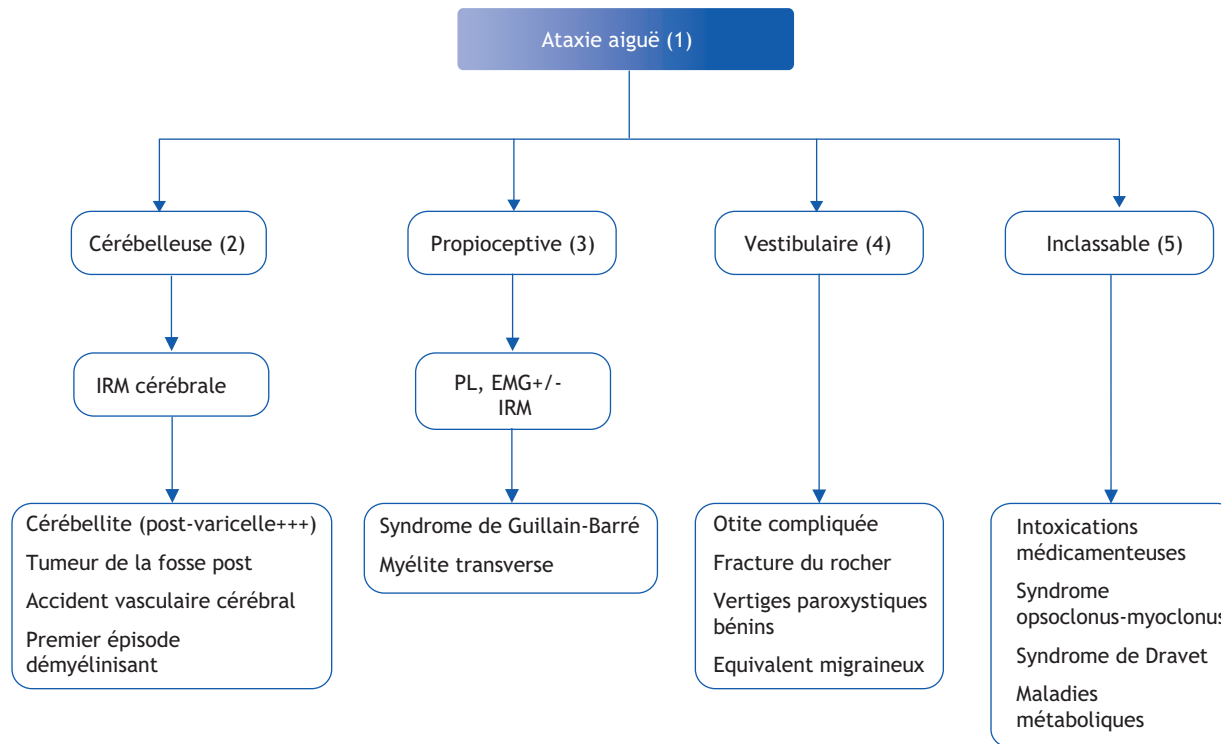 Ataxie aiguë (1)
Cérébelleuse (2)
Propioceptive (3)
Vestibulaire (4)
Inclassable (5)
IRM cérébrale
PL, EMG+/-
IRM
Cérébellite (post-varicelle+++)
Tumeur de la fosse post
Accident vasculaire cérébral
Premier épisode
démyélinisant
Syndrome de Guillain-Barré
Myélite transverse
Otite compliquée
Fracture du rocher
Vertiges paroxystiques
bénins
Equivalent migraineux
Intoxications
médicamenteuses
Syndrome
opsoclonus-myoclonus
Syndrome de Dravet
Maladies
métaboliques